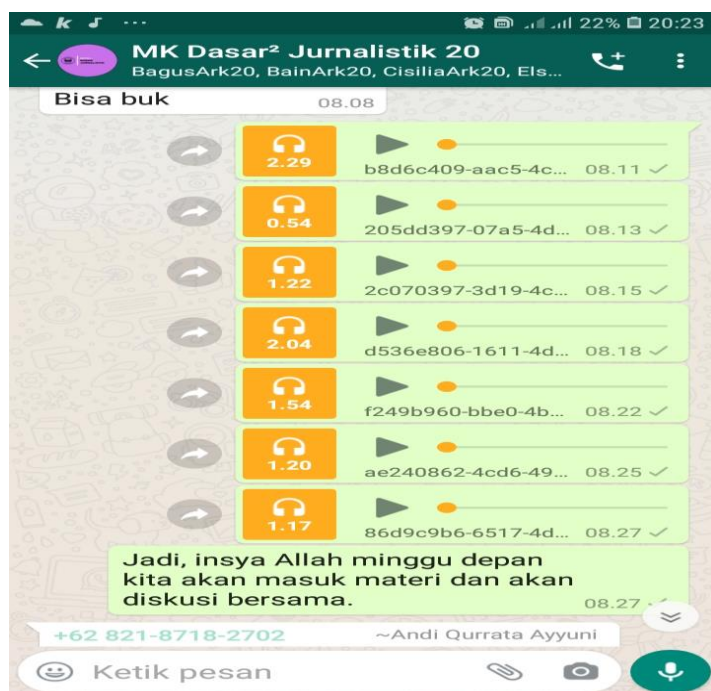 k ... 22% 20:23
MK Dasar² Jurnalistik 20
BagusArk20, BainArk20, CisiliaArk20, Els...
Bisa buk 08.08
2.29 b8d6c409-aac5-4c... 08.11
0.54 205dd397-07a5-4d... 08.13
1.22 2c070397-3d19-4c... 08.15
2.04 d536e806-1611-4d... 08.18
1.54 f249b960-bbe0-4b... 08.22
1.20 ae240862-4cd6-49... 08.25
1.17 86d9c9b6-6517-4d... 08.27
Jadi, insya Allah minggu depan
kita akan masuk materi dan akan
diskusi bersama. 08.27
+62 821-8718-2702 ~Andi Qurrata Ayyuni
Ketik pesan